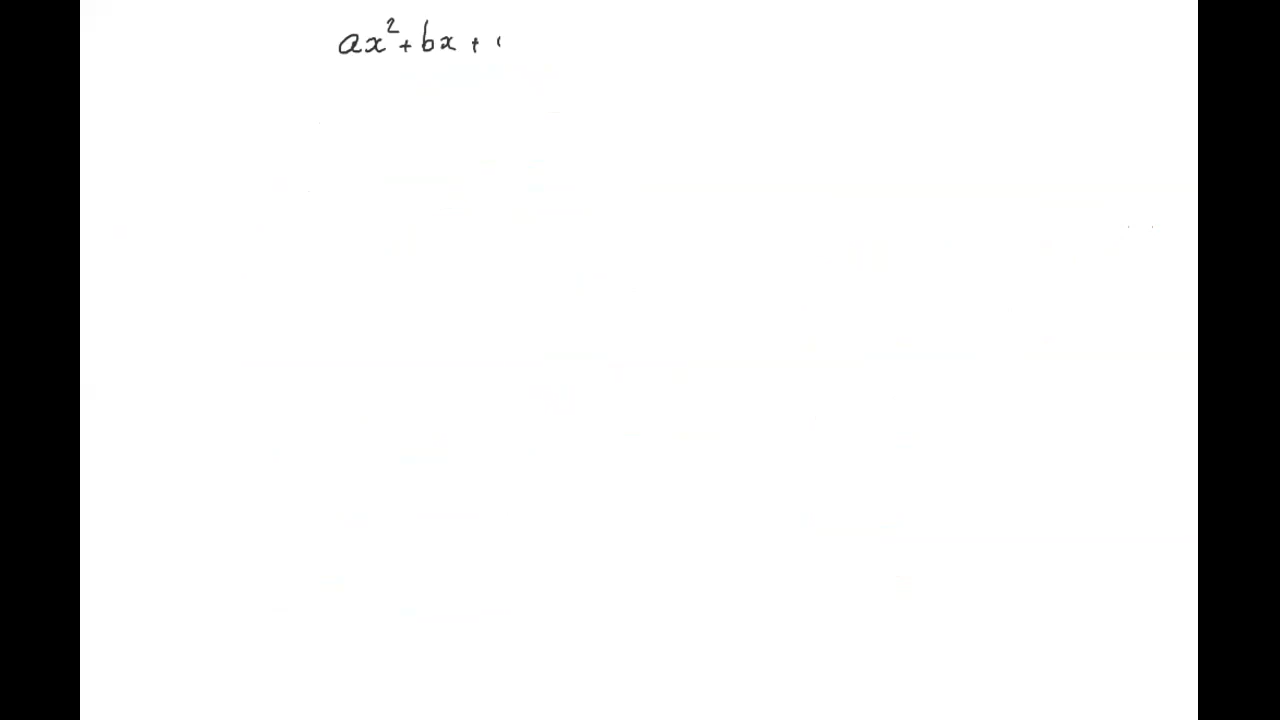 ax² + bx +